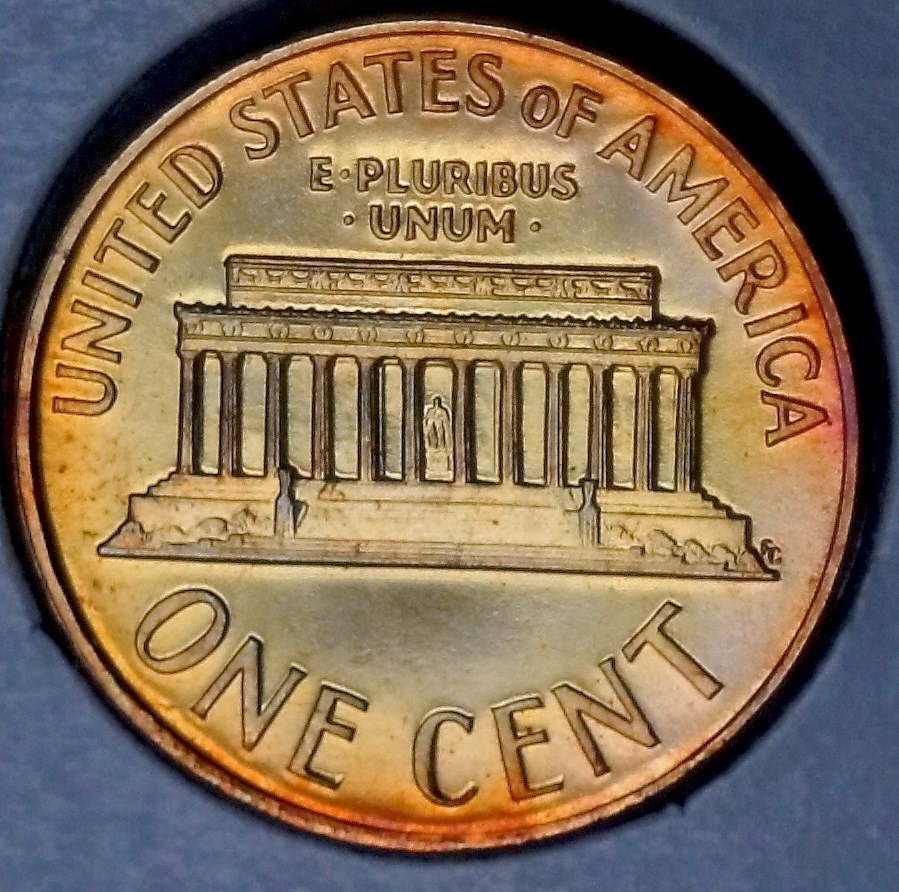 UNITED STATES OF AMERICA
E·PLURIBUS
·UNUM·
ONE CENT